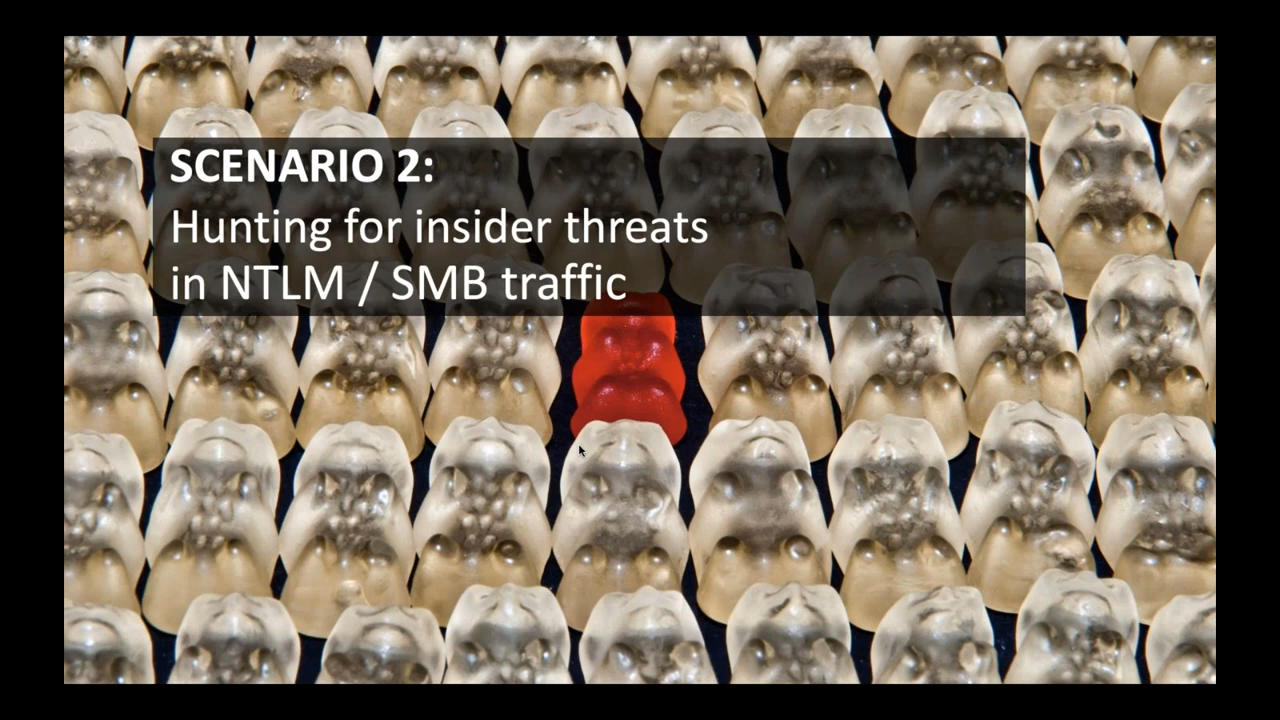 SCENARIO 2:
Hunting for insider threats
in NTLM / SMB traffic